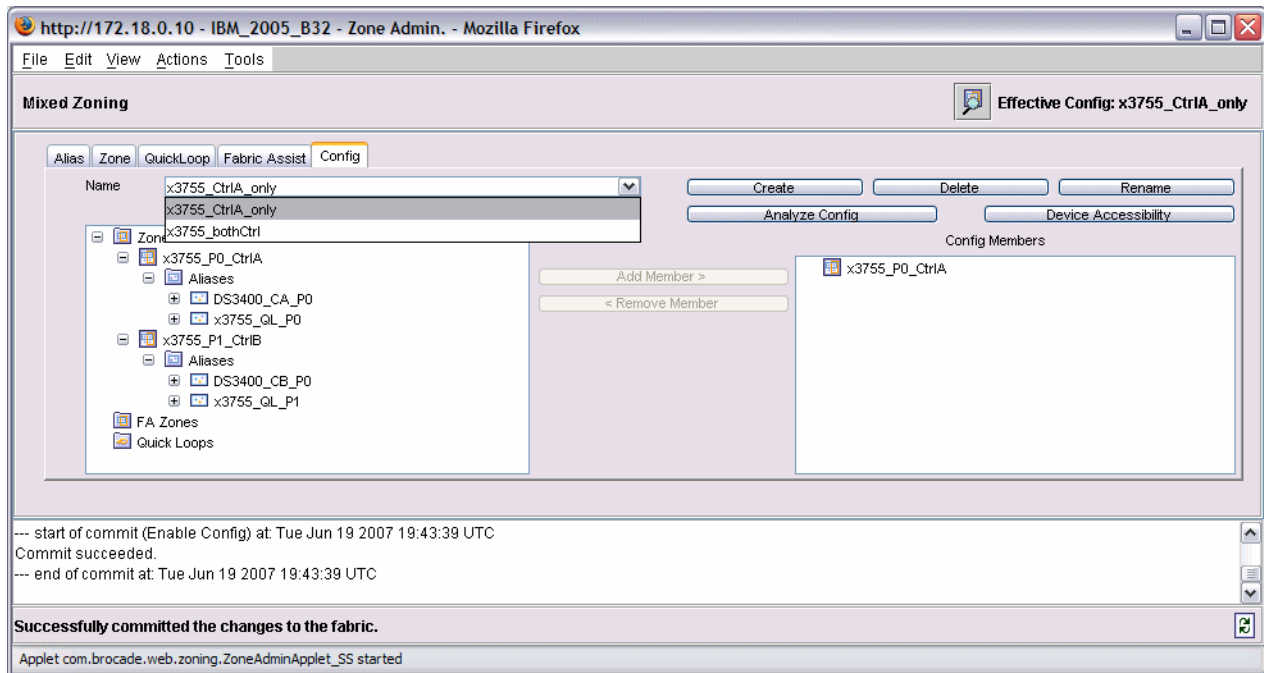 http://172.18.0.10 - IBM_2005_B32 - Zone Admin. - Mozilla Firefox
File Edit View Actions Tools
Mixed Zoning
Effective Config: x3755_CtrlA_only
Alias Zone QuickLoop Fabric Assist Config
Name x3755_CtrlA_only Create Delete Rename
x3755_CtrlA_only Analyze Config Device Accessibility
x3755_bothCtrl
Zone
Config Members
x3755_P0_CtrlA
Aliases
DS3400_CA_P0
x3755_QL_P0
x3755_P1_CtrlB
Aliases
DS3400_CB_P0
x3755_QL_P1
FA Zones
Quick Loops
Add Member >
< Remove Member
x3755_P0_CtrlA
--- start of commit (Enable Config) at: Tue Jun 19 2007 19:43:39 UTC
Commit succeeded.
--- end of commit at: Tue Jun 19 2007 19:43:39 UTC
Successfully committed the changes to the fabric.
Applet com.brocade.web.zoning.ZoneAdminApplet_SS started